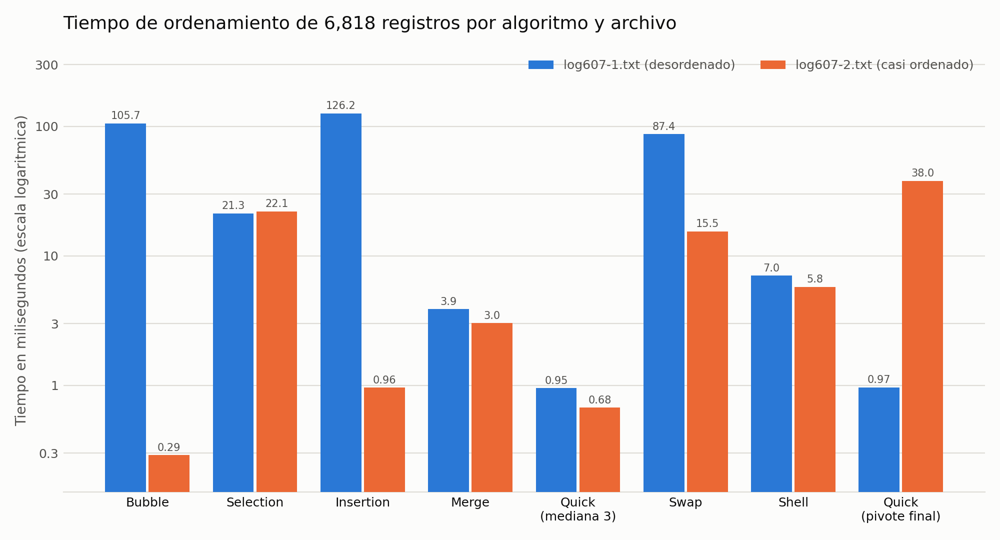 Tiempo de ordenamiento de 6,818 registros por algoritmo y archivo
log607-1.txt (desordenado) log607-2.txt (casi ordenado)
Tiempo en milisegundos (escala logaritmica)
300
100
30
10
3
1
0.3
105.7
0.29
21.3
22.1
126.2
0.96
3.9
3.0
0.95
0.68
87.4
15.5
7.0
5.8
0.97
38.0
Bubble
Selection
Insertion
Merge
Quick
(mediana 3)
Swap
Shell
Quick
(pivote final)